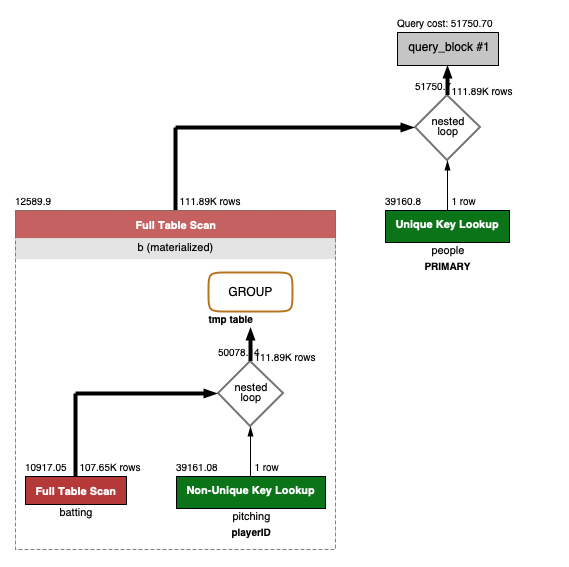 Query cost: 51750.70
query_block #1
51750.7
111.89K rows
nested
loop
12589.9
111.89K rows
39160.8
1 row
Full Table Scan
Unique Key Lookup
b (materialized)
people
PRIMARY
GROUP
tmp table
111.89K rows
nested
loop
10917.05
107.65K rows
39161.08
1 row
Full Table Scan
Non-Unique Key Lookup
batting
pitching
playerID